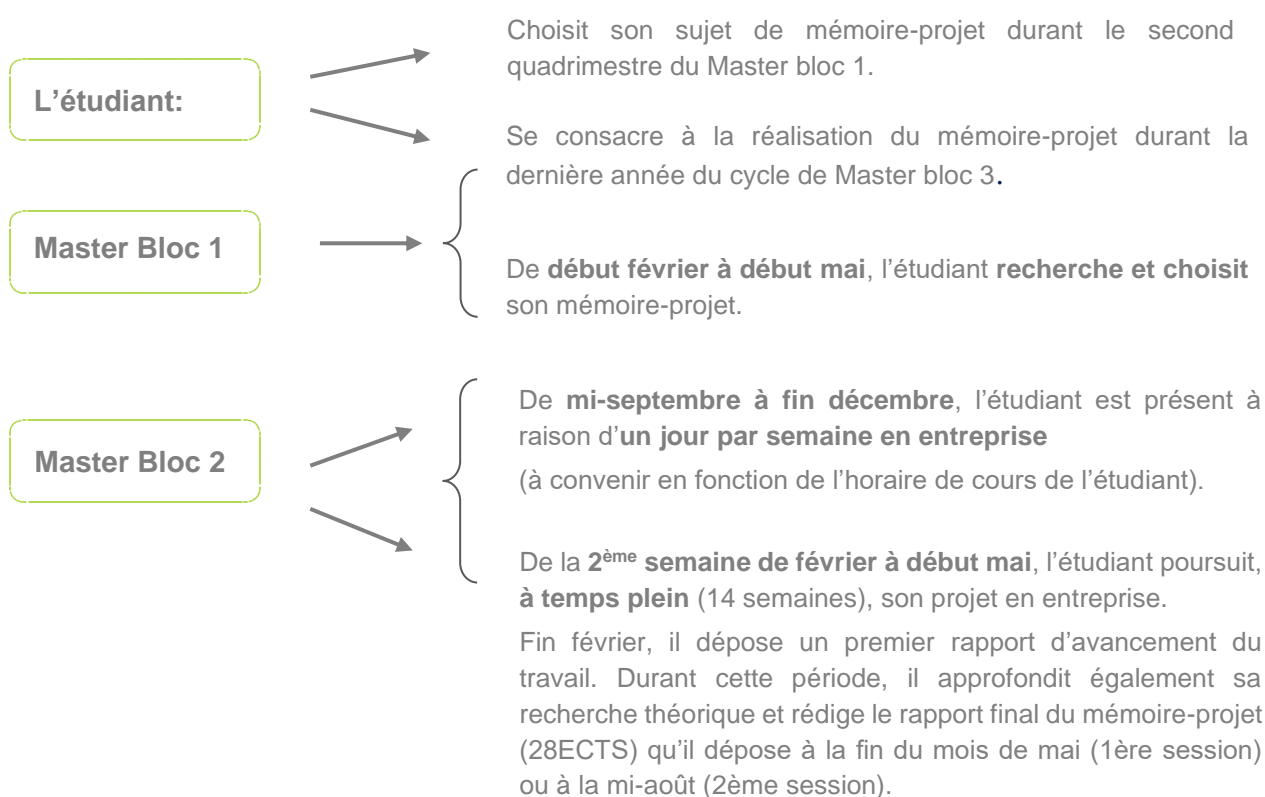 Choisit son sujet de mémoire-projet durant le second
quadrimestre du Master bloc 1.
L’étudiant:
Se consacre à la réalisation du mémoire-projet durant la
dernière année du cycle de Master bloc 3.
Master Bloc 1
De début février à début mai, l’étudiant recherche et choisit
son mémoire-projet.
De mi-septembre à fin décembre, l’étudiant est présent à
raison d’un jour par semaine en entreprise
Master Bloc 2
(à convenir en fonction de l’horaire de cours de l’étudiant).
De la 2ème semaine de février à début mai, l’étudiant poursuit,
à temps plein (14 semaines), son projet en entreprise.
Fin février, il dépose un premier rapport d’avancement du
travail. Durant cette période, il approfondit également sa
recherche théorique et rédige le rapport final du mémoire-projet
(28ECTS) qu’il dépose à la fin du mois de mai (1ère session)
ou à la mi-août (2ème session).